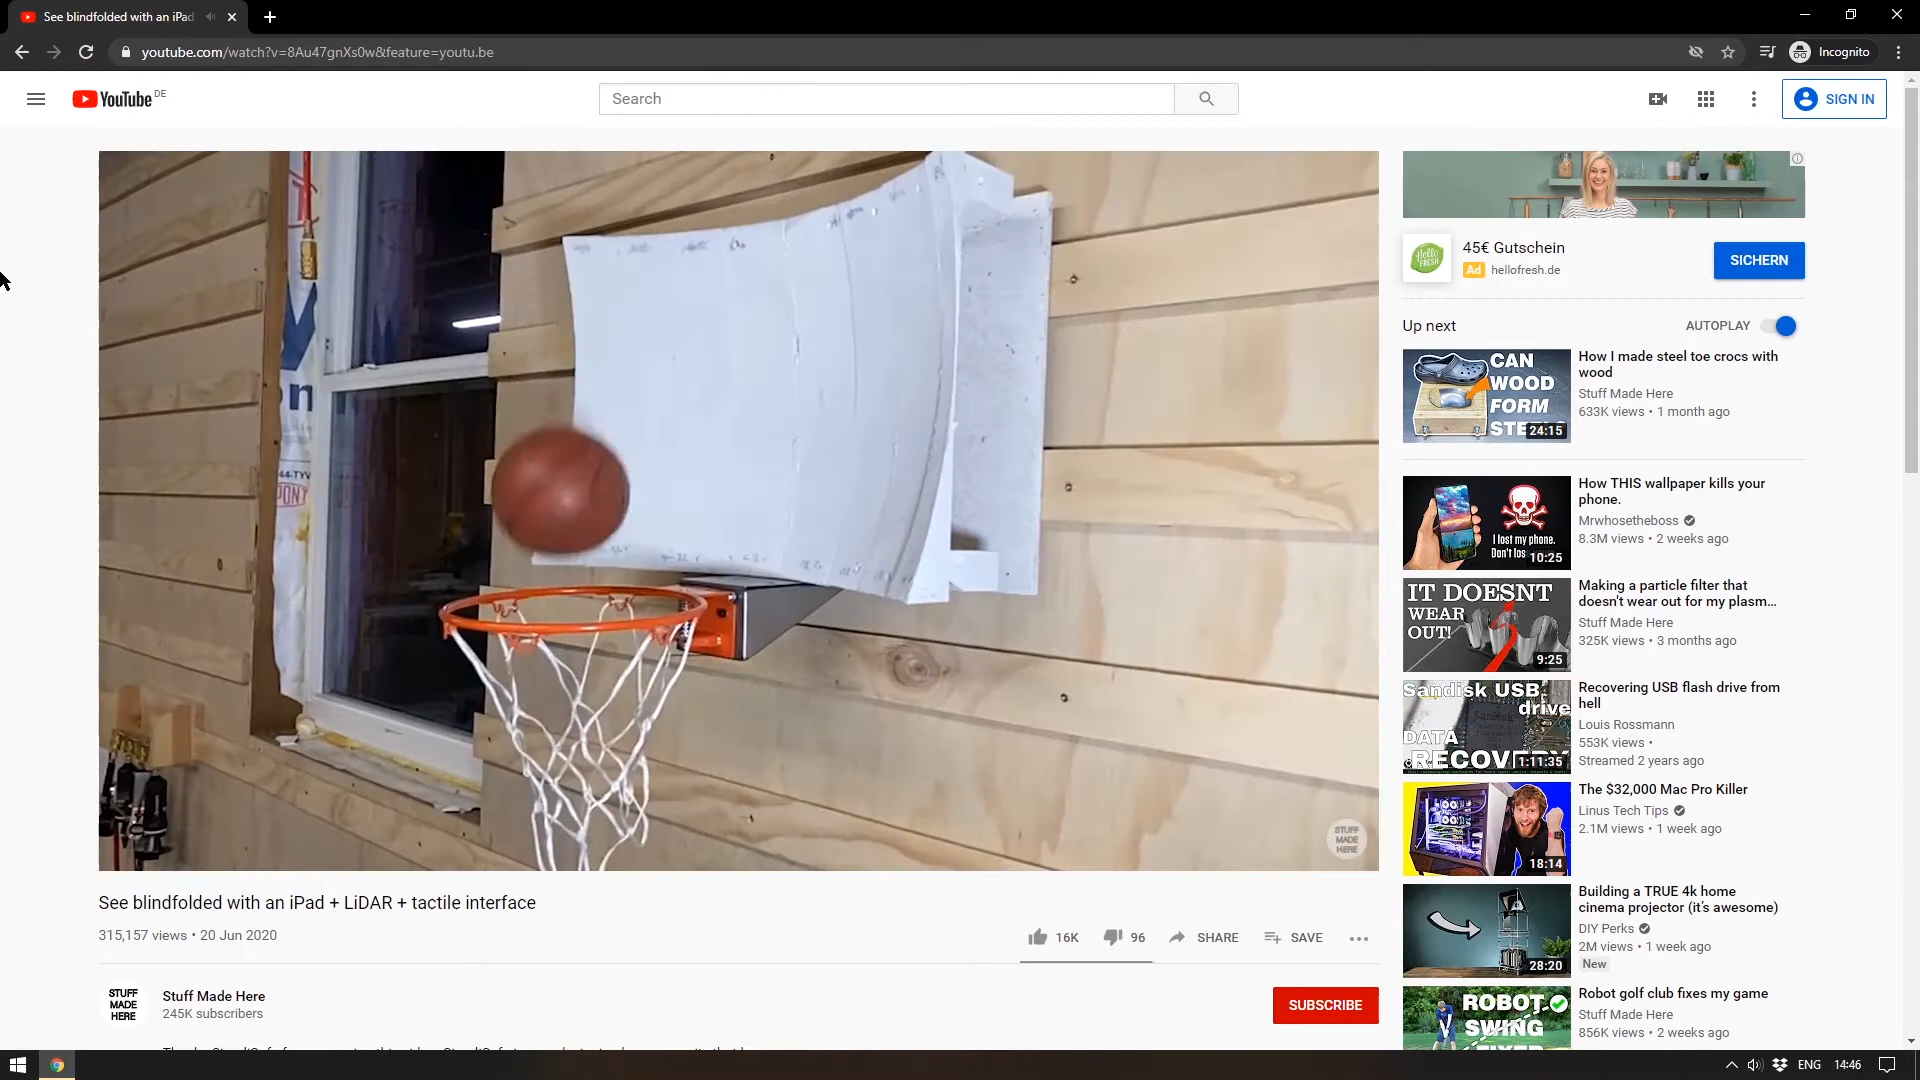 See blindfolded with an iPad
youtube.com/watch?v=8Au47gnXs0w&feature=youtu.be
Incognito
YouTube DE
Search
SIGN IN
45€ Gutschein
Ad hellofresh.de
Hello FRESH
SICHERN
Up next
AUTOPLAY
CAN
WOOD
FORM
STE
24:15
How I made steel toe crocs with
wood
Stuff Made Here
633K views • 1 month ago
I lost my phone.
Don't los
10:25
How THIS wallpaper kills your
phone.
Mrwhosetheboss
8.3M views • 2 weeks ago
IT DOESNT
WEAR
OUT!
9:25
Making a particle filter that
doesn't wear out for my plasm...
Stuff Made Here
325K views • 3 months ago
Sandisk USB
drive
DATA
RECOVERY
1:11:35
Recovering USB flash drive from
hell
Louis Rossmann
553K views •
Streamed 2 years ago
18:14
The $32,000 Mac Pro Killer
Linus Tech Tips
2.1M views • 1 week ago
28:20
Building a TRUE 4k home
cinema projector (it's awesome)
DIY Perks
2M views • 1 week ago
New
ROBOT
SWING
Robot golf club fixes my game
Stuff Made Here
856K views • 2 weeks ago
STUFF
MADE
HERE
See blindfolded with an iPad + LiDAR + tactile interface
315,157 views • 20 Jun 2020
16K
96
SHARE
SAVE
STUFF
MADE
HERE
Stuff Made Here
245K subscribers
SUBSCRIBE
ENG
14:46